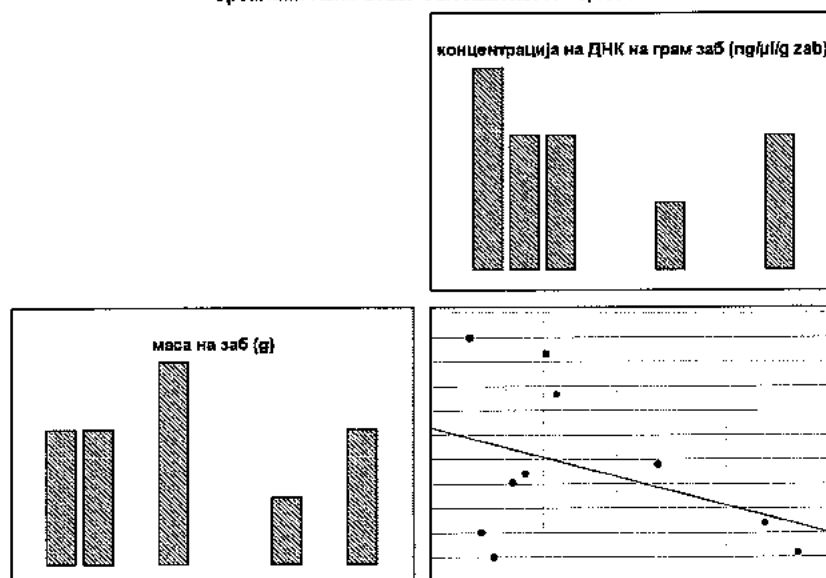 концентрација на ДНК на грам заб (ng/µl/g zab)
маса на заб (g)